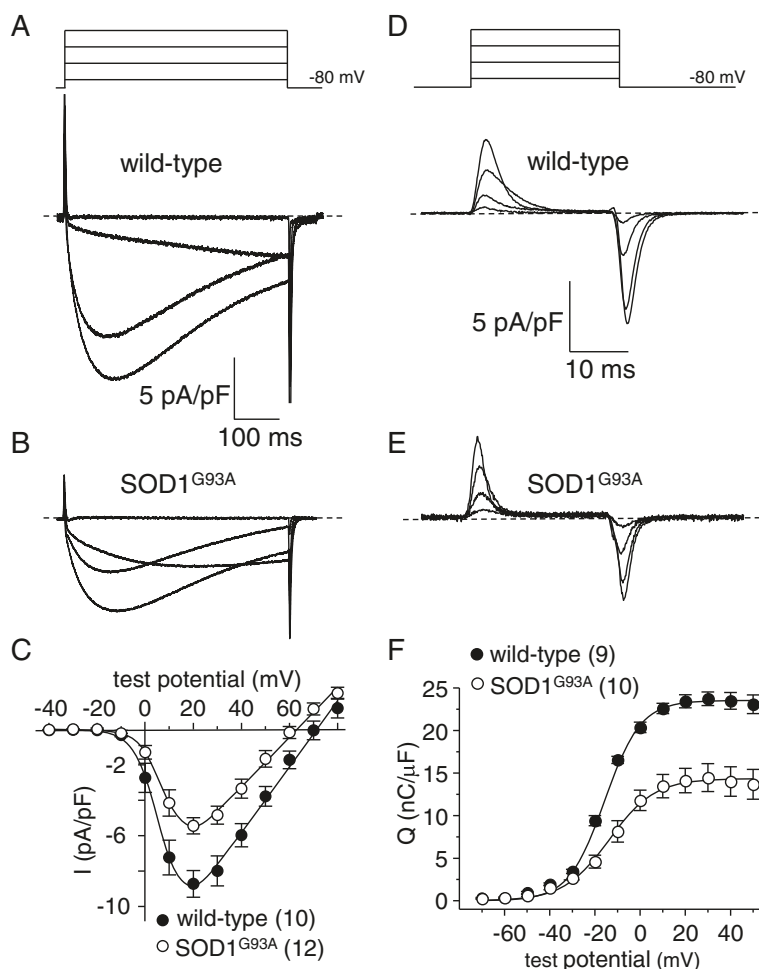 A
-80 mV
wild-type
5 pA/pF
100 ms
B
SOD1G93A
C
test potential (mV)
-40 -20 0 20 40 60 80
-2
-6
-10
I (pA/pF)
wild-type (10)
SOD1G93A (12)
D
-80 mV
wild-type
5 pA/pF
10 ms
E
SOD1G93A
F
wild-type (9)
SOD1G93A (10)
25
20
15
10
5
0
Q (nC/µF)
-60 -40 -20 0 20 40
test potential (mV)